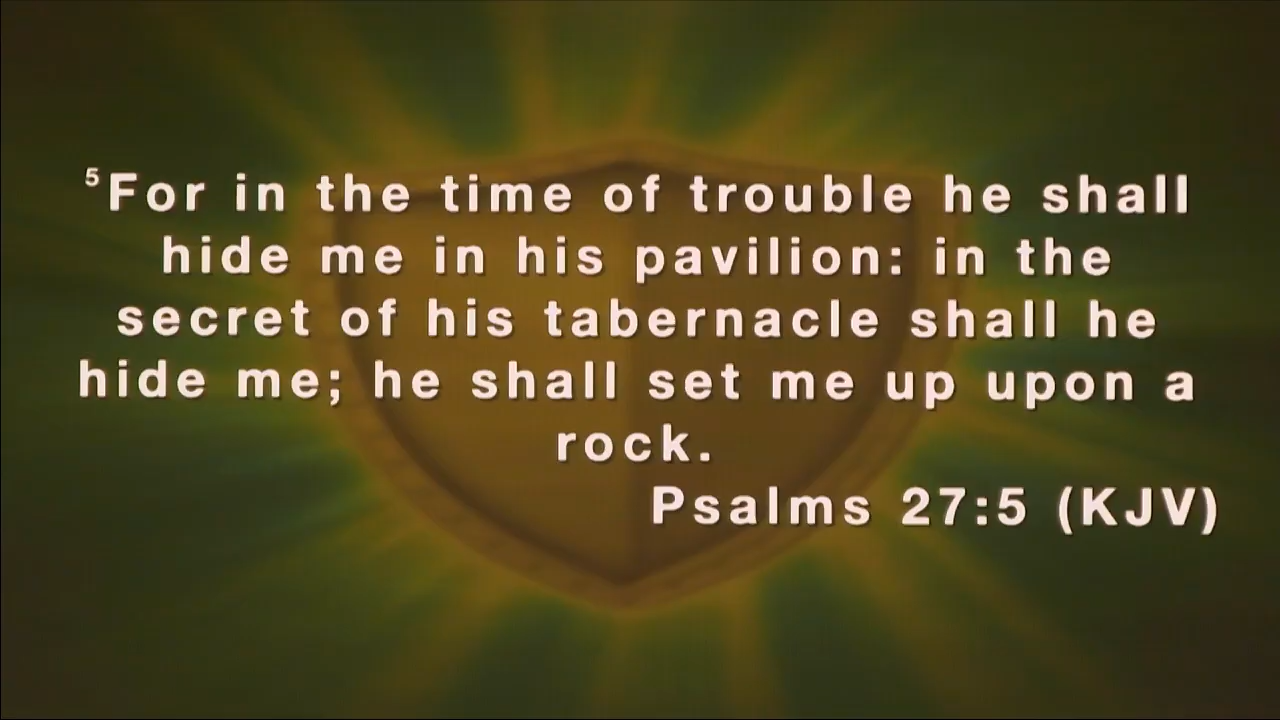 ⁵For in the time of trouble he shall
hide me in his pavilion: in the
secret of his tabernacle shall he
hide me; he shall set me up upon a
rock.
Psalms 27:5 (KJV)